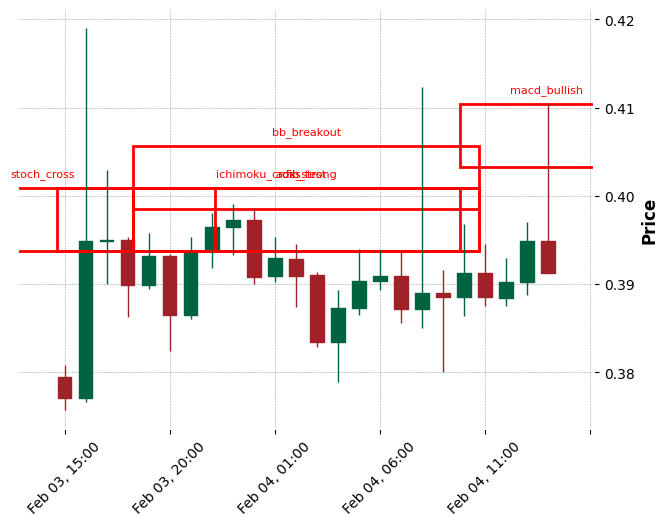 0.42
macd_bullish
0.41
bb_breakout
stoch_cross
ichimoku_cross
0.40
Price
0.39
0.38
Feb 03, 15:00
Feb 03, 20:00
Feb 04, 01:00
Feb 04, 06:00
Feb 04, 11:00